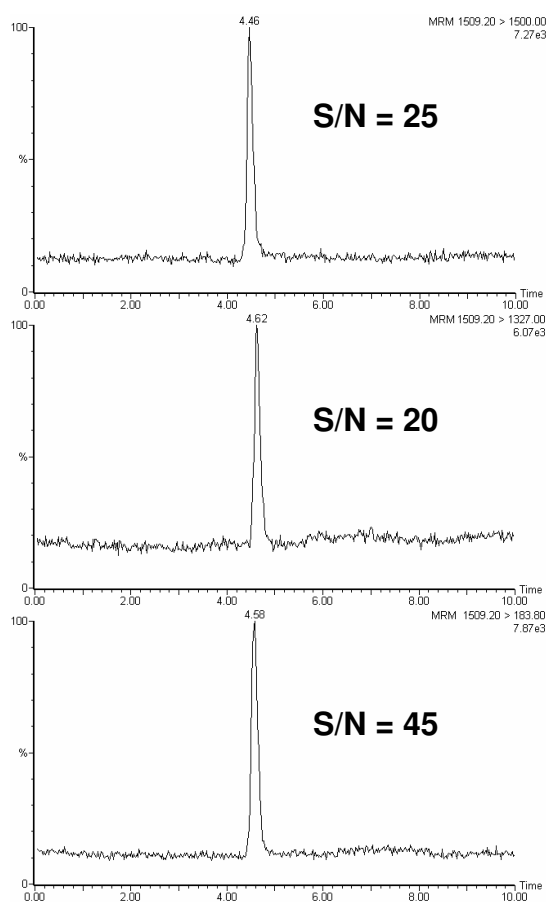 4.46
MRM 1509.20 > 1500.00
7.27e3
100
S/N = 25
%
0
0.00 2.00 4.00 6.00 8.00 10.00 Time
4.62
MRM 1509.20 > 1327.00
6.07e3
100
S/N = 20
%
0
0.00 2.00 4.00 6.00 8.00 10.00 Time
4.58
MRM 1509.20 > 183.80
7.87e3
100
S/N = 45
%
0
0.00 2.00 4.00 6.00 8.00 10.00 Time